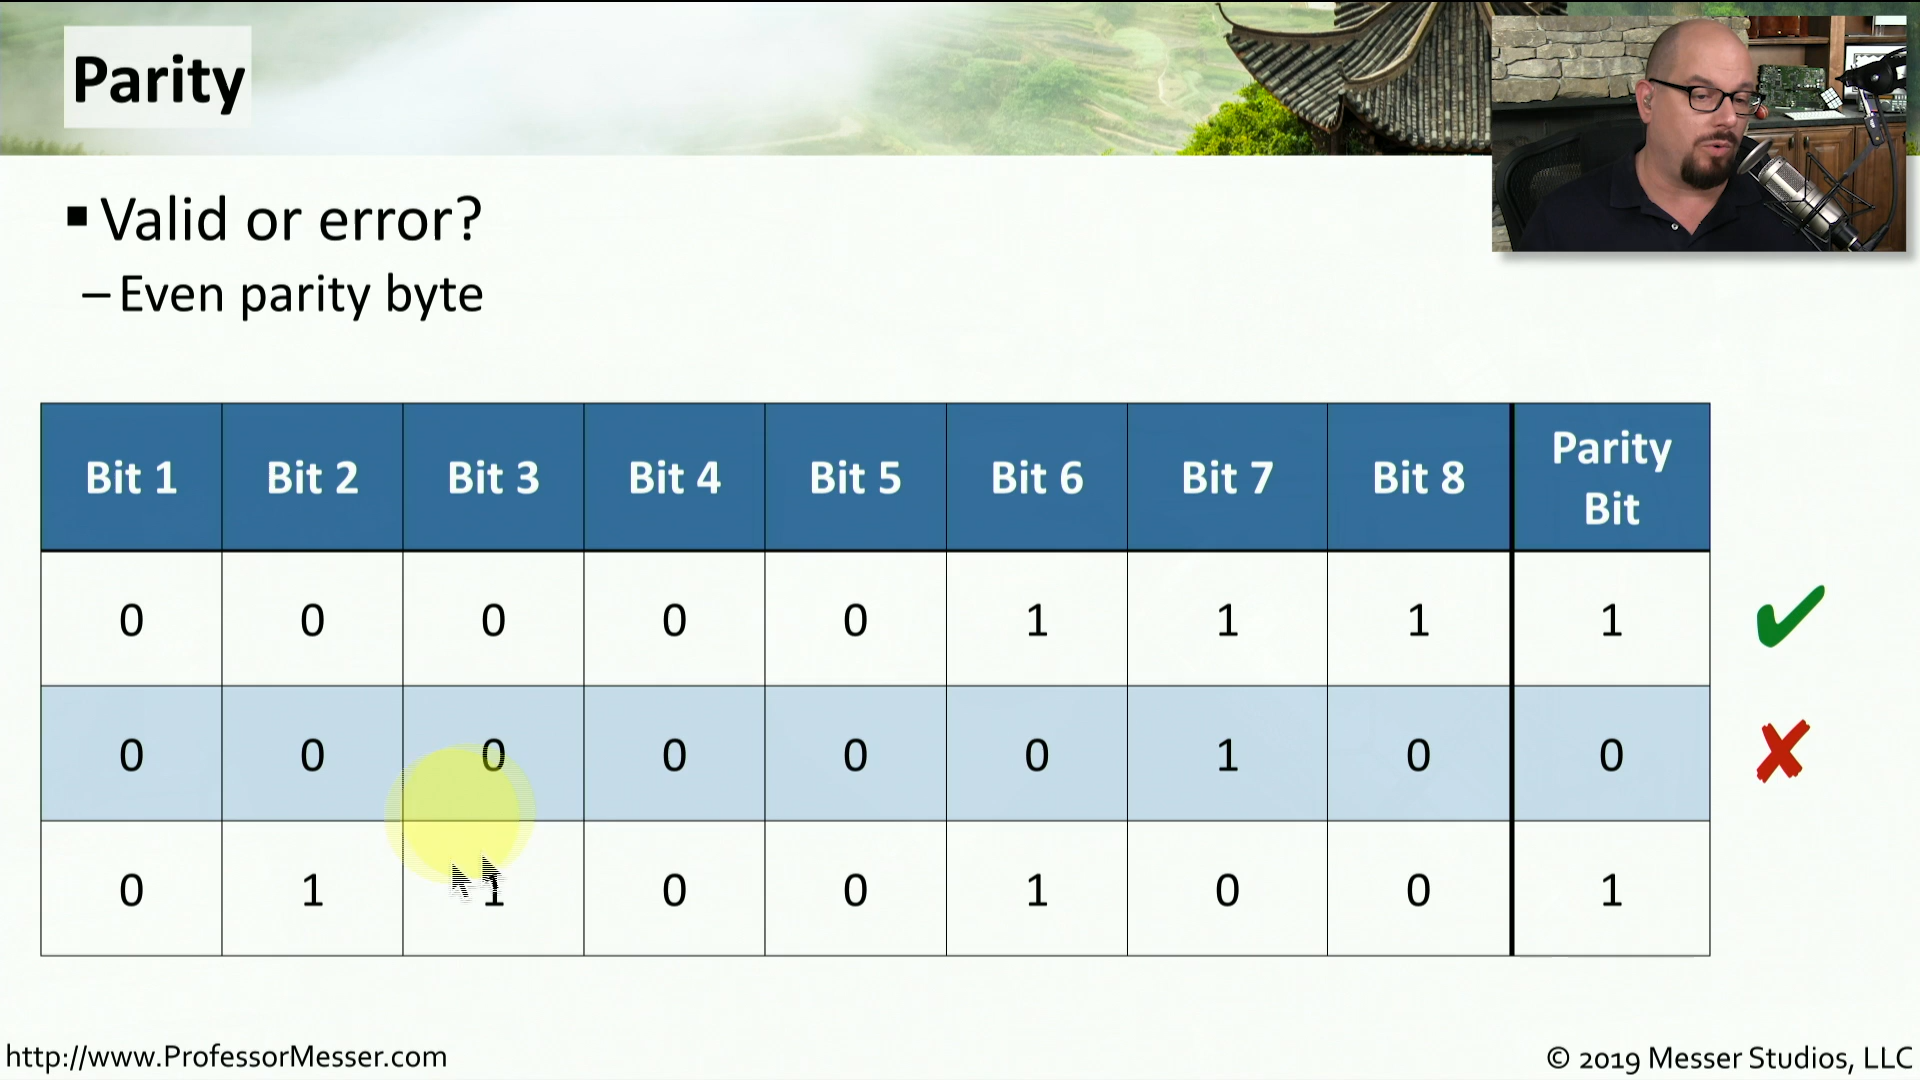 Parity
Valid or error?
– Even parity byte
Bit 1 Bit 2 Bit 3 Bit 4 Bit 5 Bit 6 Bit 7 Bit 8 Parity Bit
0 0 0 0 0 1 1 1 1
0 0 0 0 0 0 1 0 0
0 1 1 0 0 1 0 0 1
http://www.ProfessorMesser.com
© 2019 Messer Studios, LLC